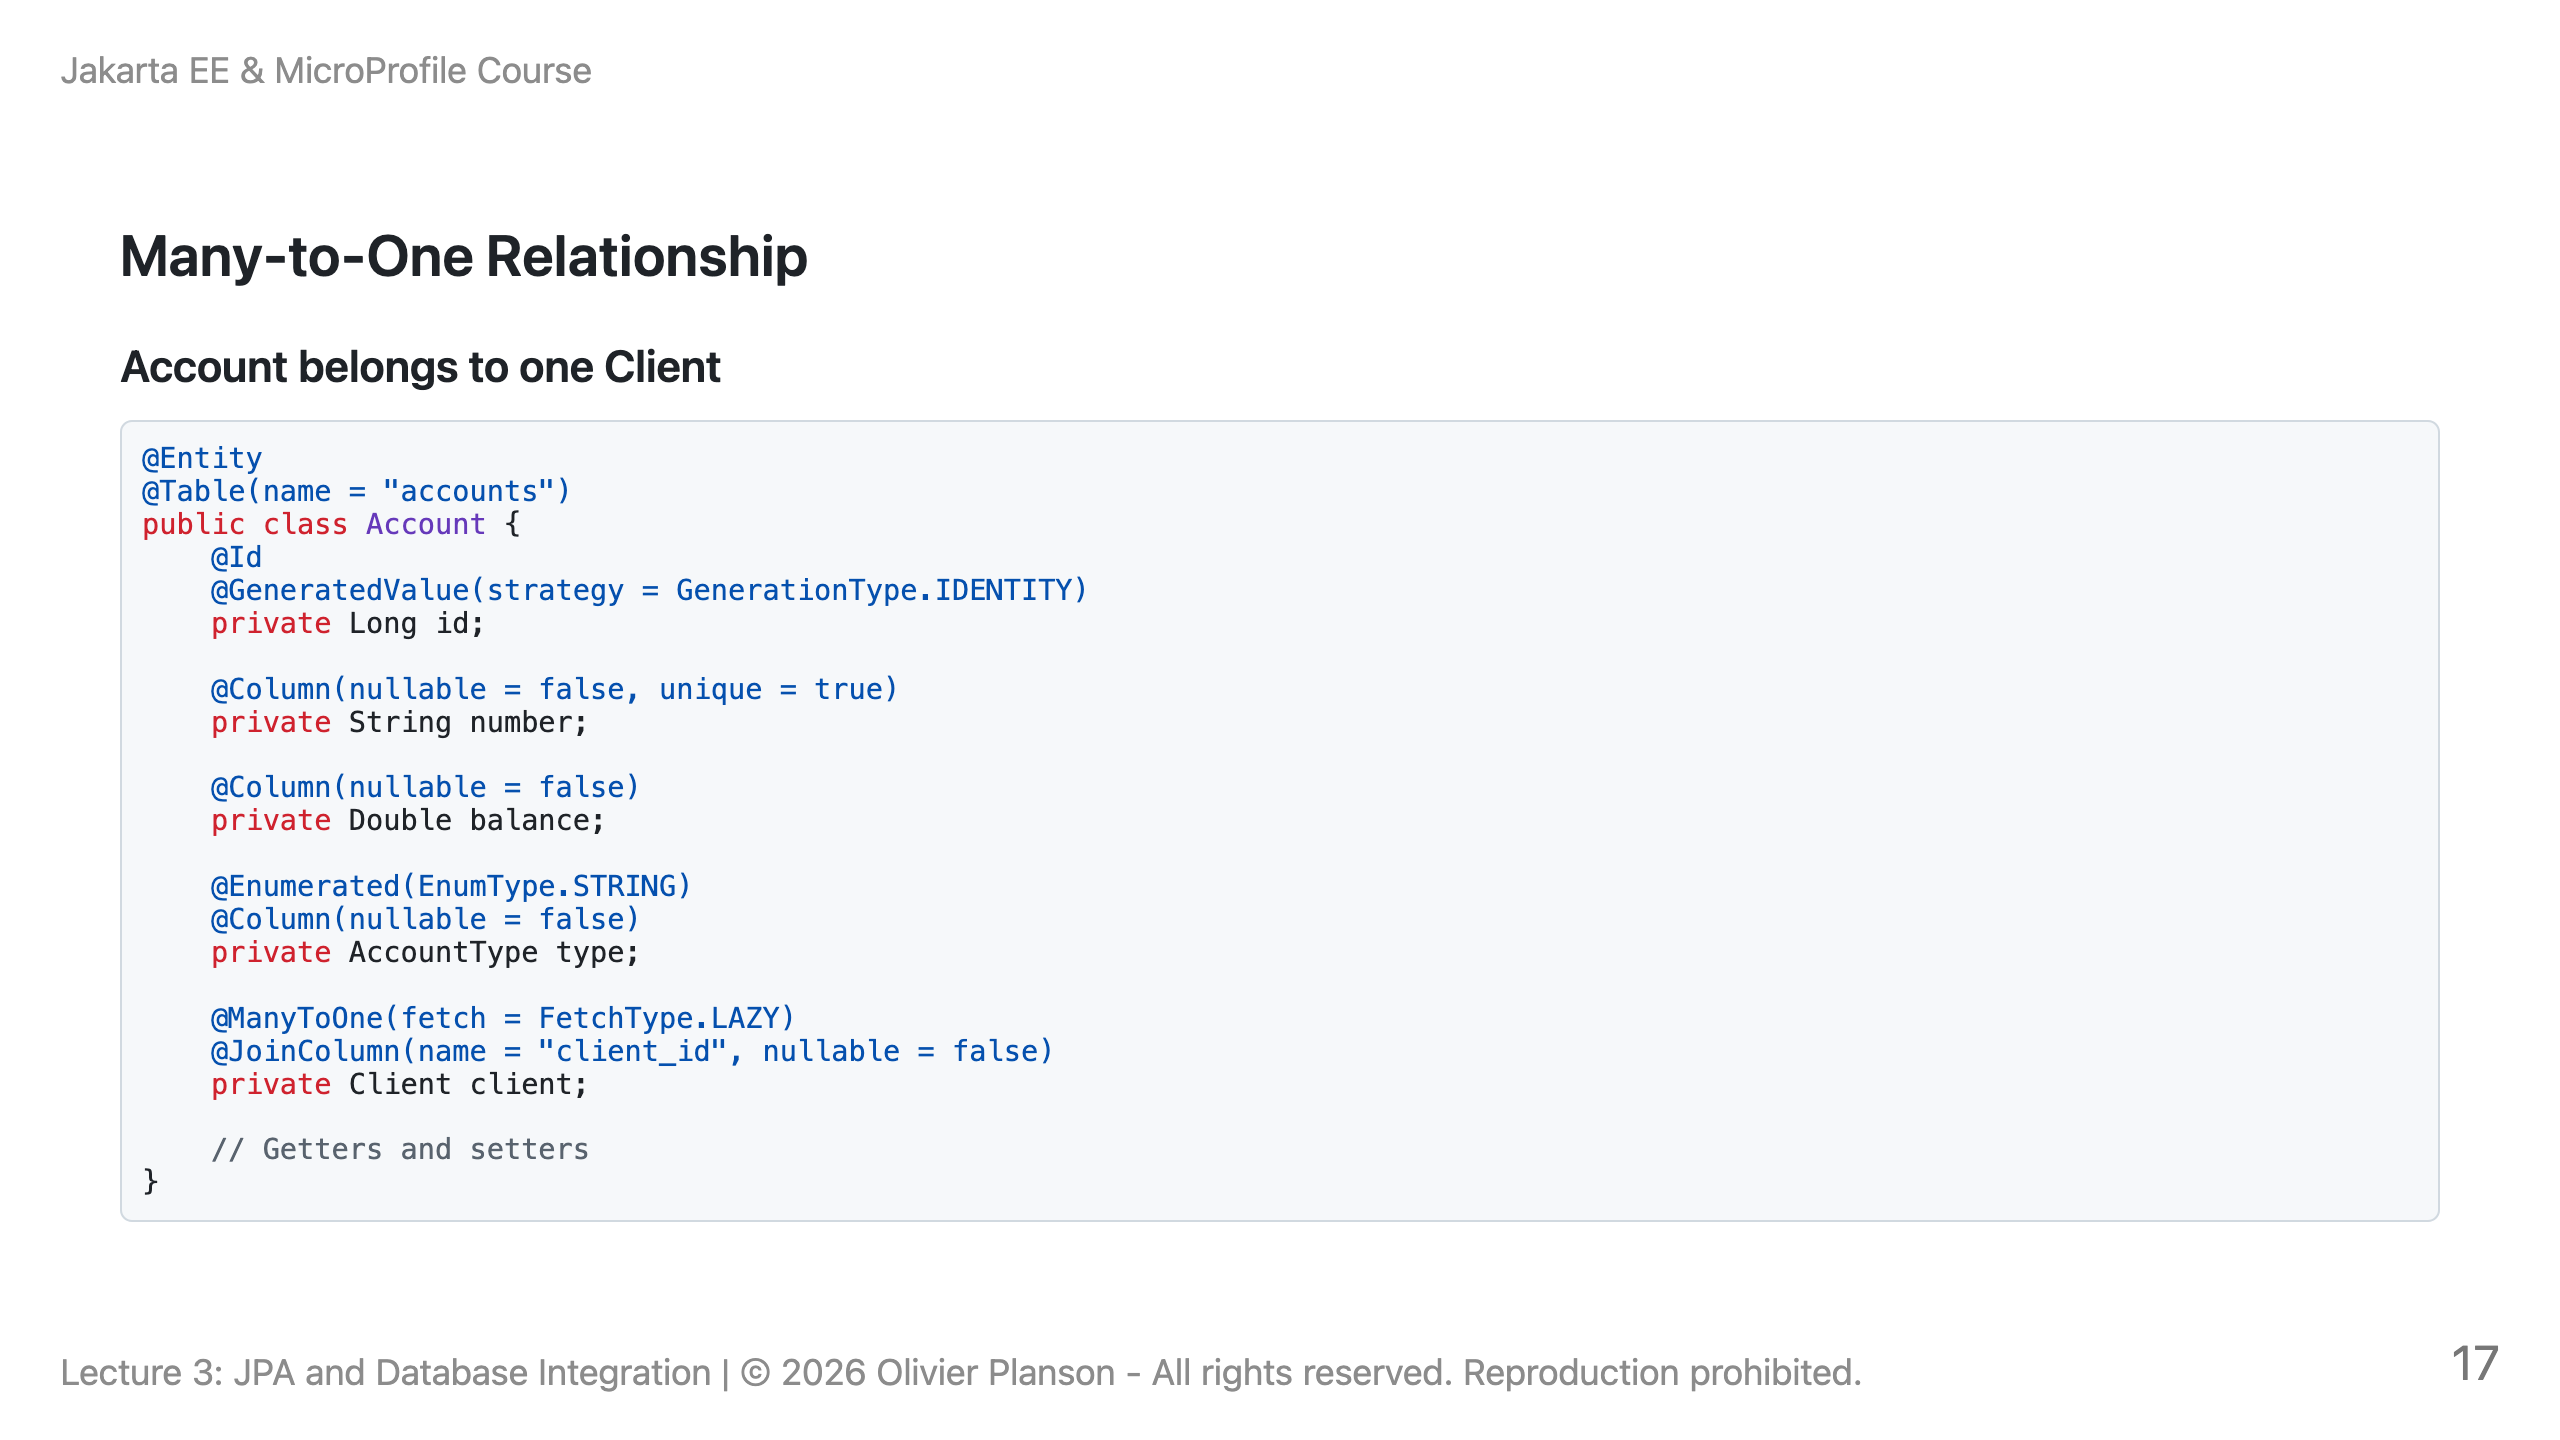 Jakarta EE & MicroProfile Course
Many-to-One Relationship
Account belongs to one Client
@Entity
@Table(name = "accounts")
public class Account {
    @Id
    @GeneratedValue(strategy = GenerationType.IDENTITY)
    private Long id;

    @Column(nullable = false, unique = true)
    private String number;

    @Column(nullable = false)
    private Double balance;

    @Enumerated(EnumType.STRING)
    @Column(nullable = false)
    private AccountType type;

    @ManyToOne(fetch = FetchType.LAZY)
    @JoinColumn(name = "client_id", nullable = false)
    private Client client;

    // Getters and setters
}
Lecture 3: JPA and Database Integration | © 2026 Olivier Planson - All rights reserved. Reproduction prohibited.
17